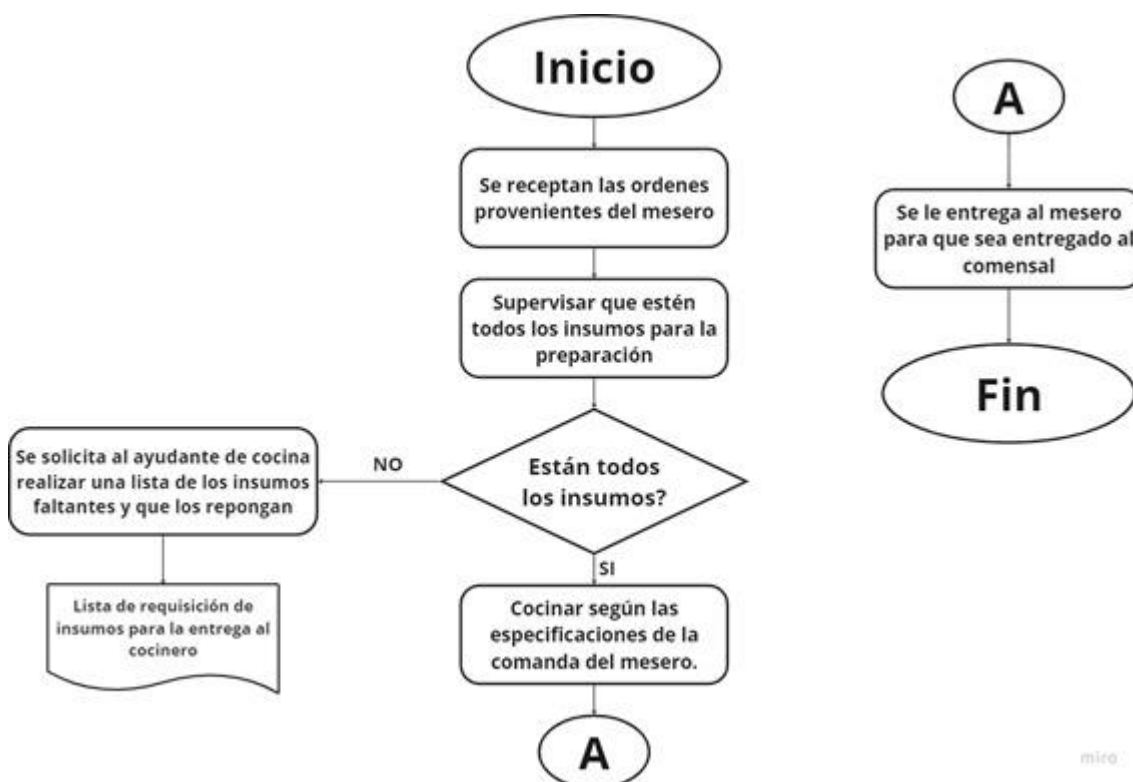 Inicio
Se receptan las ordenes
provenientes del mesero
Supervisar que estén
todos los insumos para la
preparación
Están todos
los insumos?
NO
Se solicita al ayudante de cocina
realizar una lista de los insumos
faltantes y que los repongan
Lista de requisición de
insumos para la entrega al
cocinero
SI
Cocinar según las
especificaciones de la
comanda del mesero.
A
A
Se le entrega al mesero
para que sea entregado al
comensal
Fin
miro